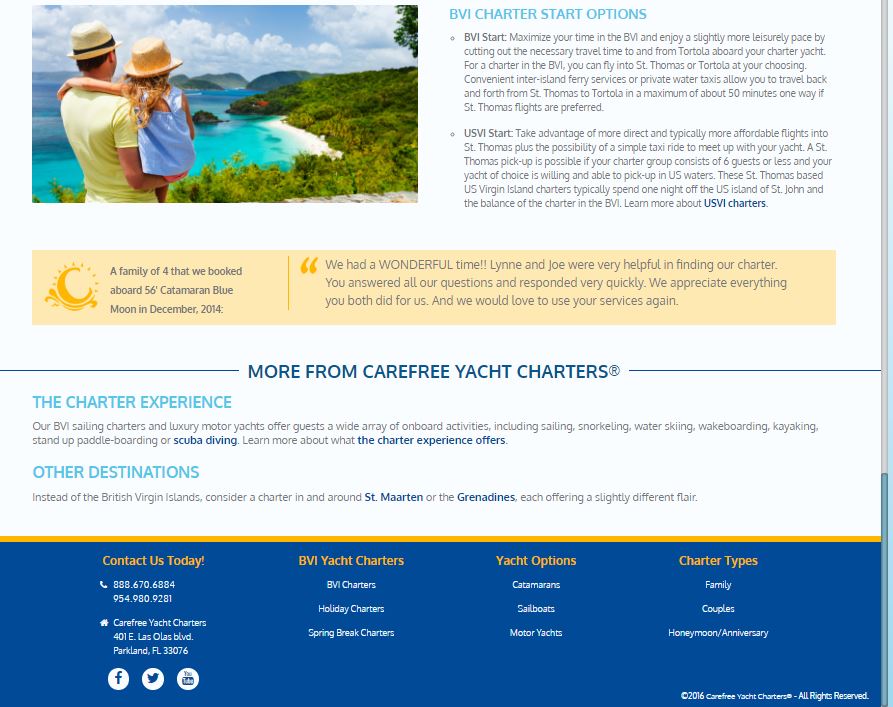 BVI CHARTER START OPTIONS
BVI Start: Maximize your time in the BVI and enjoy a slightly more leisurely pace by
cutting out the necessary travel time to and from Tortola aboard your charter yacht.
For a charter in the BVI, you can fly into St. Thomas or Tortola at your choosing.
Convenient inter-island ferry services or private water taxis allow you to travel back
and forth from St. Thomas to Tortola in a maximum of about 50 minutes one way if
St. Thomas flights are preferred.
USVI Start: Take advantage of more direct and typically more affordable flights into
St. Thomas plus the possibility of a simple taxi ride to meet up with your yacht. A St.
Thomas pick-up is possible if your charter group consists of 6 guests or less and your
yacht of choice is willing and able to pick-up in US waters. These St. Thomas based
US Virgin Island charters typically spend one night off the US island of St. John and
the balance of the charter in the BVI. Learn more about USVI charters.
A family of 4 that we booked
aboard 56' Catamaran Blue
Moon in December, 2014:
“ We had a WONDERFUL time!! Lynne and Joe were very helpful in finding our charter.
You answered all our questions and responded very quickly. We appreciate everything
you both did for us. And we would love to use your services again.
MORE FROM CAREFREE YACHT CHARTERS®
THE CHARTER EXPERIENCE
Our BVI sailing charters and luxury motor yachts offer guests a wide array of onboard activities, including sailing, snorkeling, water skiing, wakeboarding, kayaking,
stand up paddle-boarding or scuba diving. Learn more about what the charter experience offers.
OTHER DESTINATIONS
Instead of the British Virgin Islands, consider a charter in and around St. Maarten or the Grenadines, each offering a slightly different flair.
Contact Us Today!
888.670.6884
954.980.9281
Carefree Yacht Charters
401 E. Las Olas blvd.
Parkland, FL 33076
You
Tube
BVI Yacht Charters
BVI Charters
Holiday Charters
Spring Break Charters
Yacht Options
Catamarans
Sailboats
Motor Yachts
Charter Types
Family
Couples
Honeymoon/Anniversary
©2016 Carefree Yacht Charters® - All Rights Reserved.